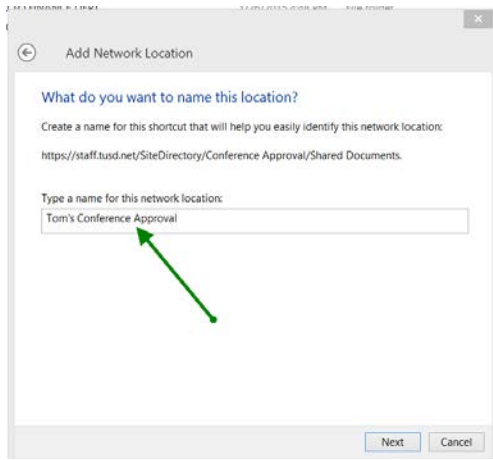 Add Network Location
What do you want to name this location?
Create a name for this shortcut that will help you easily identify this network location:
https://staff.tusd.net/SiteDirectory/Conference Approval/Shared Documents.
Type a name for this network location:
Tom's Conference Approval
Next Cancel